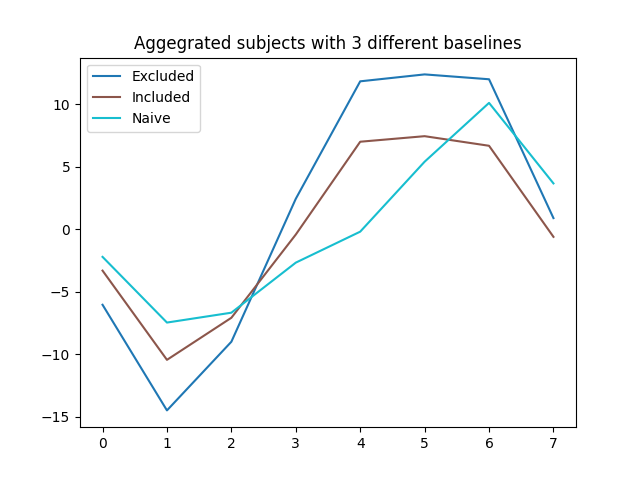 Aggegrated subjects with 3 different baselines
Excluded
Included
Naive
10
5
0
−5
−10
−15
0 1 2 3 4 5 6 7